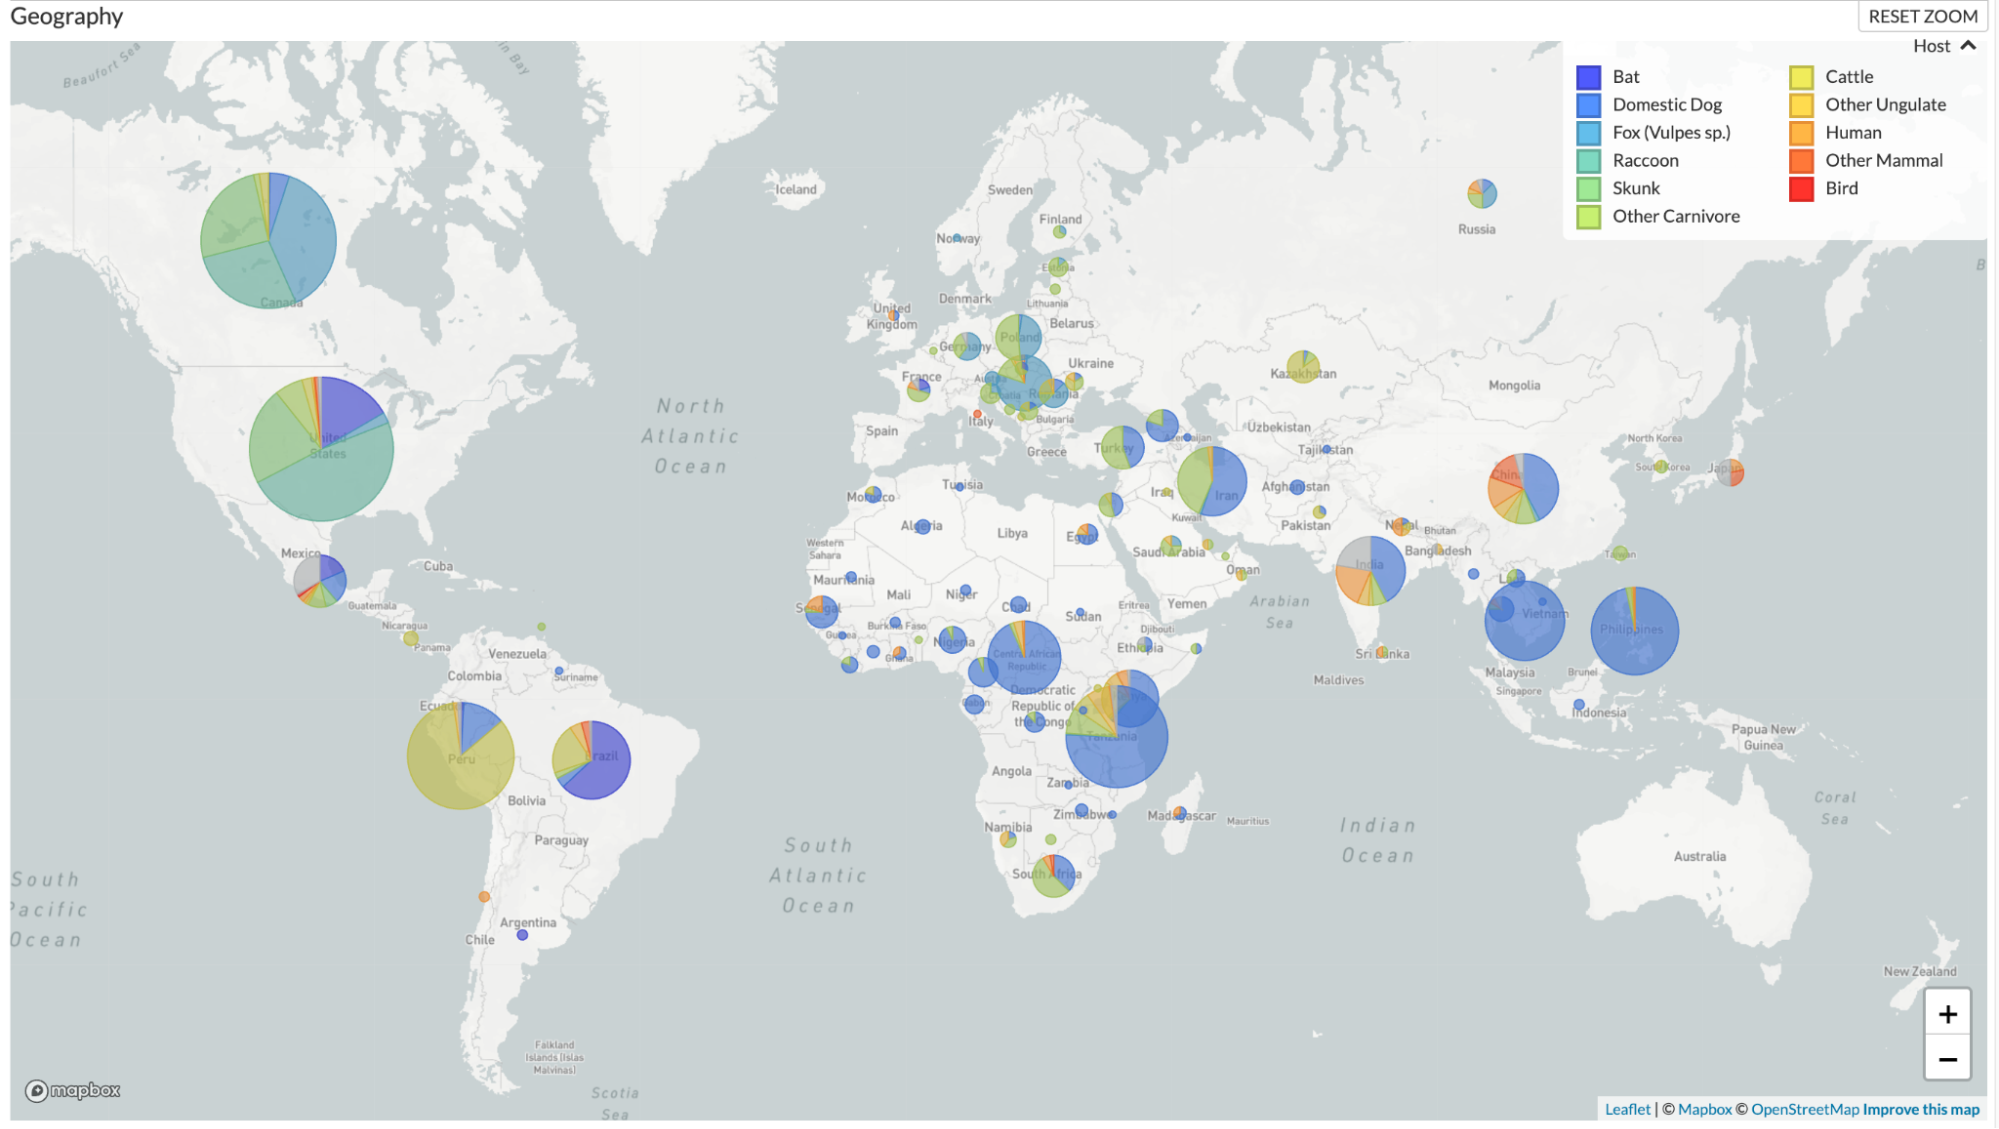 Geography
RESET ZOOM
Host
Bat
Domestic Dog
Fox (Vulpes sp.)
Raccoon
Skunk
Other Carnivore
Cattle
Other Ungulate
Human
Other Mammal
Bird
Beaufort Sea
in Bay
Iceland
Sweden
Finland
Norway
Russia
Estonia
Denmark
Lithuania
United
Kingdom
Belarus
Canada
Germany
Poland
Ukraine
France
Kazakhstan
Mongolia
Romania
Croatia
Italy
Bulgaria
North
Atlantic
Ocean
Spain
Uzbekistan
United
States
Greece
Turkey
Azerbaijan
Tajikistan
North Korea
South Korea
Japan
China
Tunisia
Morocco
Iraq
Iran
Afghanistan
Algeria
Libya
Egypt
Kuwait
Pakistan
Nepal
Bhutan
Western
Sahara
Saudi Arabia
Bangladesh
Taiwan
Mexico
Cuba
India
Oman
Mauritania
Mali
Niger
Chad
Sudan
Eritrea
Yemen
Arabian
Sea
Guatemala
Senegal
Vietnam
Philippines
Nicaragua
Burkina Faso
Djibouti
Guinea
Nigeria
Ghana
Ethiopia
Panama
Venezuela
Central African
Republic
Sri Lanka
Colombia
Suriname
Maldives
Malaysia
Brunei
Singapore
Democratic
Republic of
the Congo
Ecuador
Gabon
Indonesia
Tanzania
Papua New
Guinea
Peru
Brazil
Angola
Zambia
Bolivia
Zimbabwe
Madagascar
Mauritius
Coral
Sea
Namibia
Indian
Ocean
Paraguay
South
Atlantic
Ocean
Australia
South Africa
South
Pacific
Ocean
Argentina
Chile
New Zealand
+
−
Falkland
Islands [Islas
Malvinas]
Scotia
Sea
mapbox
Leaflet | © Mapbox © OpenStreetMap Improve this map